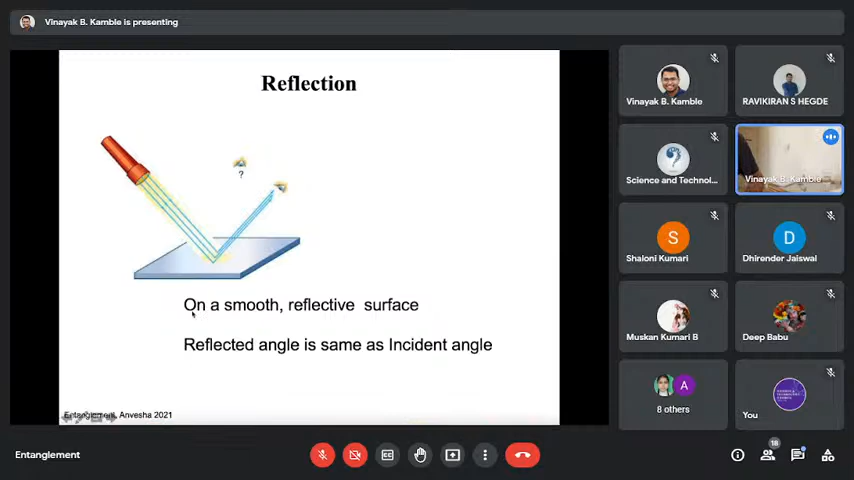 Vinayak B. Kamble is presenting
Reflection
?
On a smooth, reflective surface
Reflected angle is same as Incident angle
Entanglement, Anvesha 2021
Vinayak B. Kamble
RAVIKIRAN S HEGDE
Science and Technol...
Vinayak B. Kamble
S
Shaloni Kumari
D
Dhirender Jaiswal
Muskan Kumari B
Deep Babu
A
8 others
You
Entanglement
CC
18